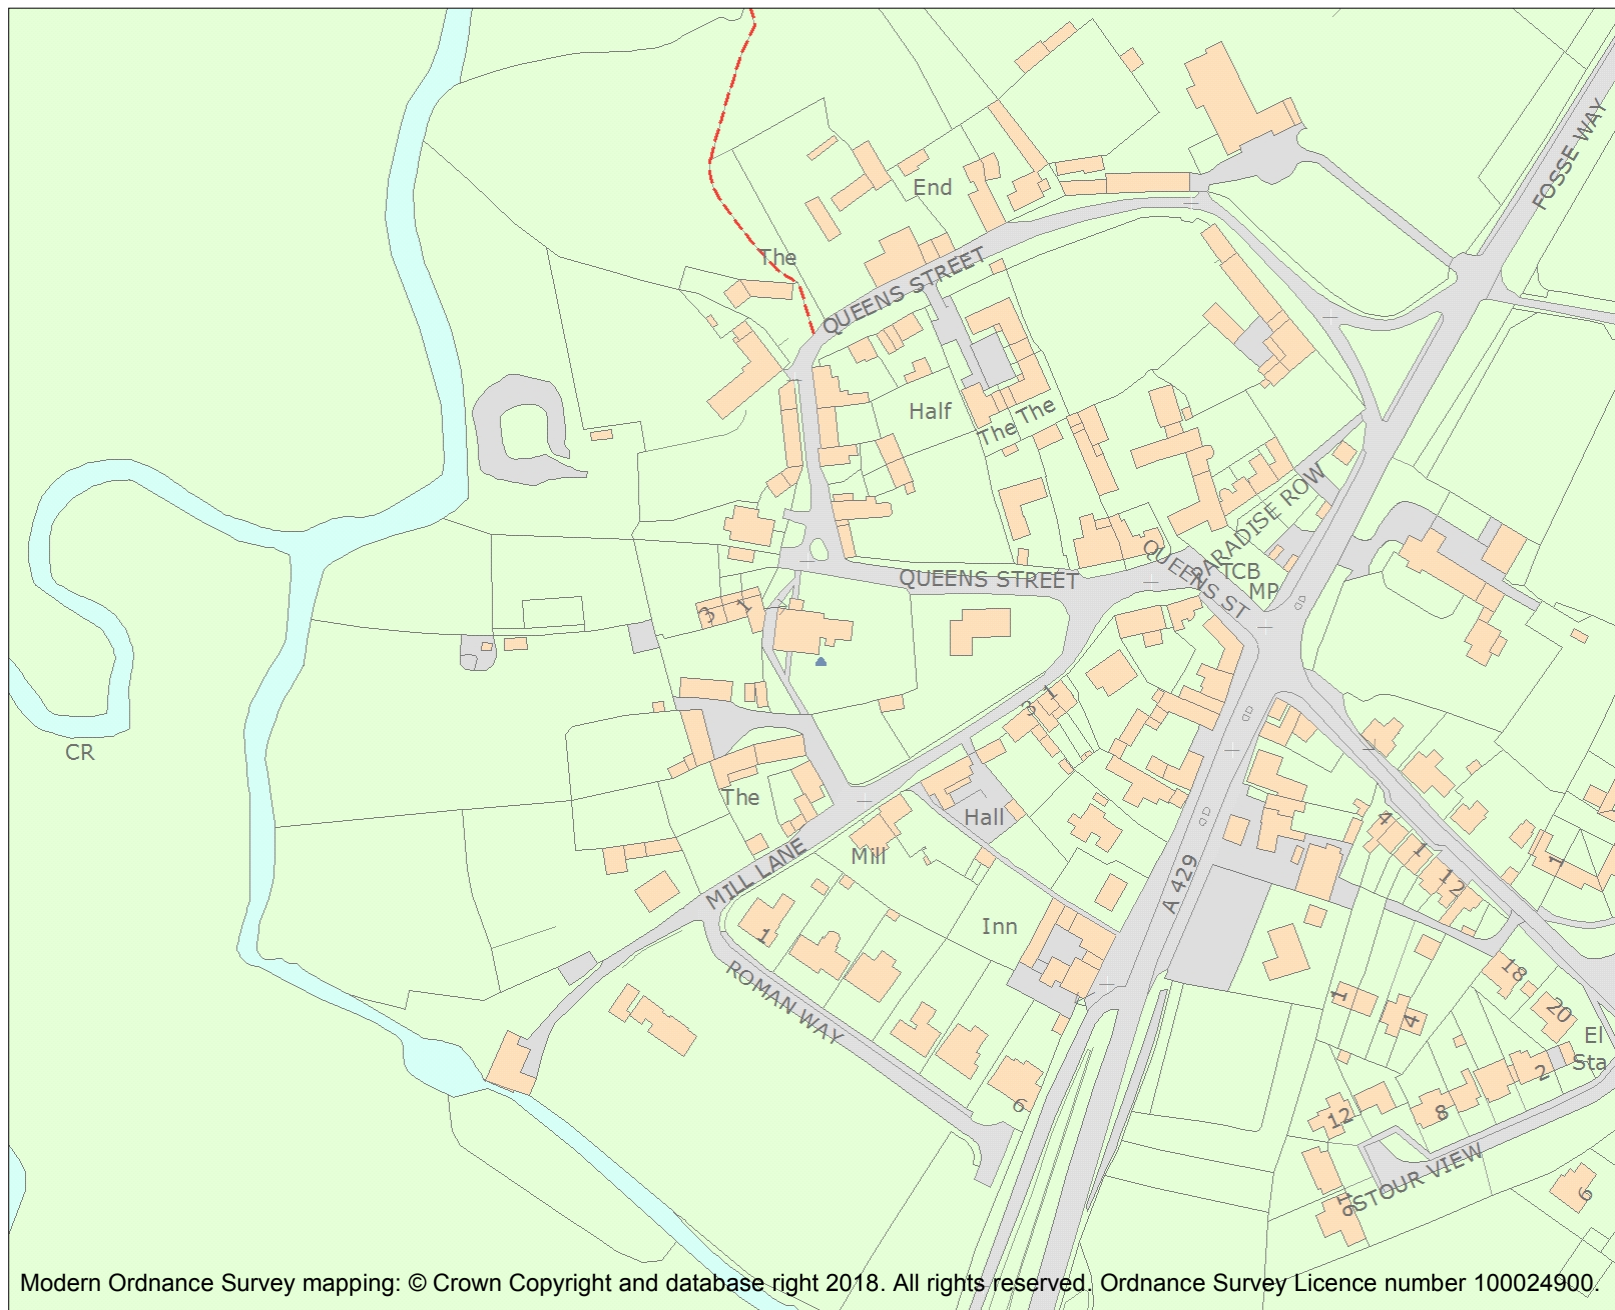 FOSSE WAY
End
The
QUEENS STREET
Half
The
The
PARADISE ROW
QUEENS STREET
QUEENS ST
TCB
MP
3
1
1
3
CR
The
Hall
4
1
12
1
Mill
MILL LANE
A 429
1
Inn
ROMAN WAY
18
20
1
4
El
Sta
2
6
12
8
STOUR VIEW
16
6
Modern Ordnance Survey mapping: © Crown Copyright and database right 2018. All rights reserved. Ordnance Survey Licence number 100024900.